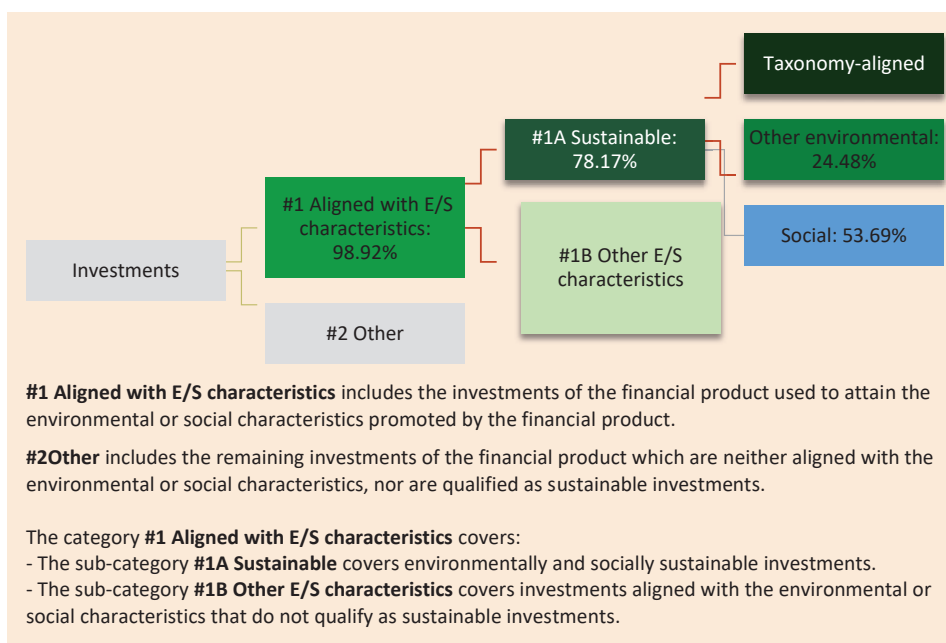 Taxonomy-aligned
#1A Sustainable:
78.17%
Other environmental:
24.48%
#1 Aligned with E/S
characteristics:
98.92%
Social: 53.69%
#1B Other E/S
characteristics
Investments
#2 Other
#1 Aligned with E/S characteristics includes the investments of the financial product used to attain the
environmental or social characteristics promoted by the financial product.
#2Other includes the remaining investments of the financial product which are neither aligned with the
environmental or social characteristics, nor are qualified as sustainable investments.
The category #1 Aligned with E/S characteristics covers:
- The sub-category #1A Sustainable covers environmentally and socially sustainable investments.
- The sub-category #1B Other E/S characteristics covers investments aligned with the environmental or
social characteristics that do not qualify as sustainable investments.